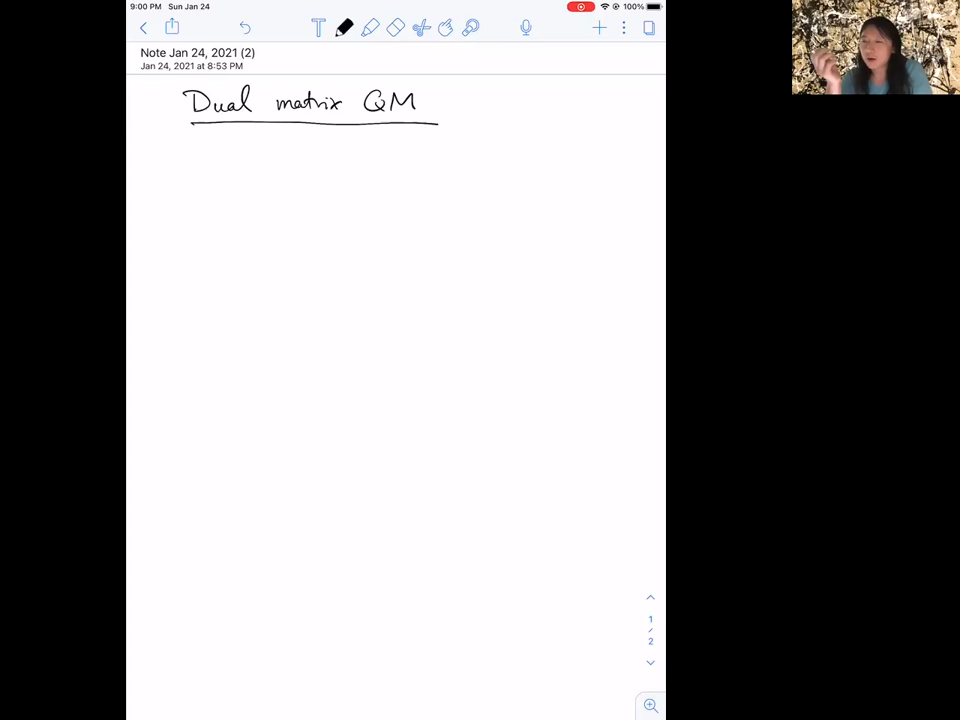 9:00 PM Sun Jan 24 100%
T
Note Jan 24, 2021 (2)
Jan 24, 2021 at 8:53 PM
Dual matrix QM
1
/
2